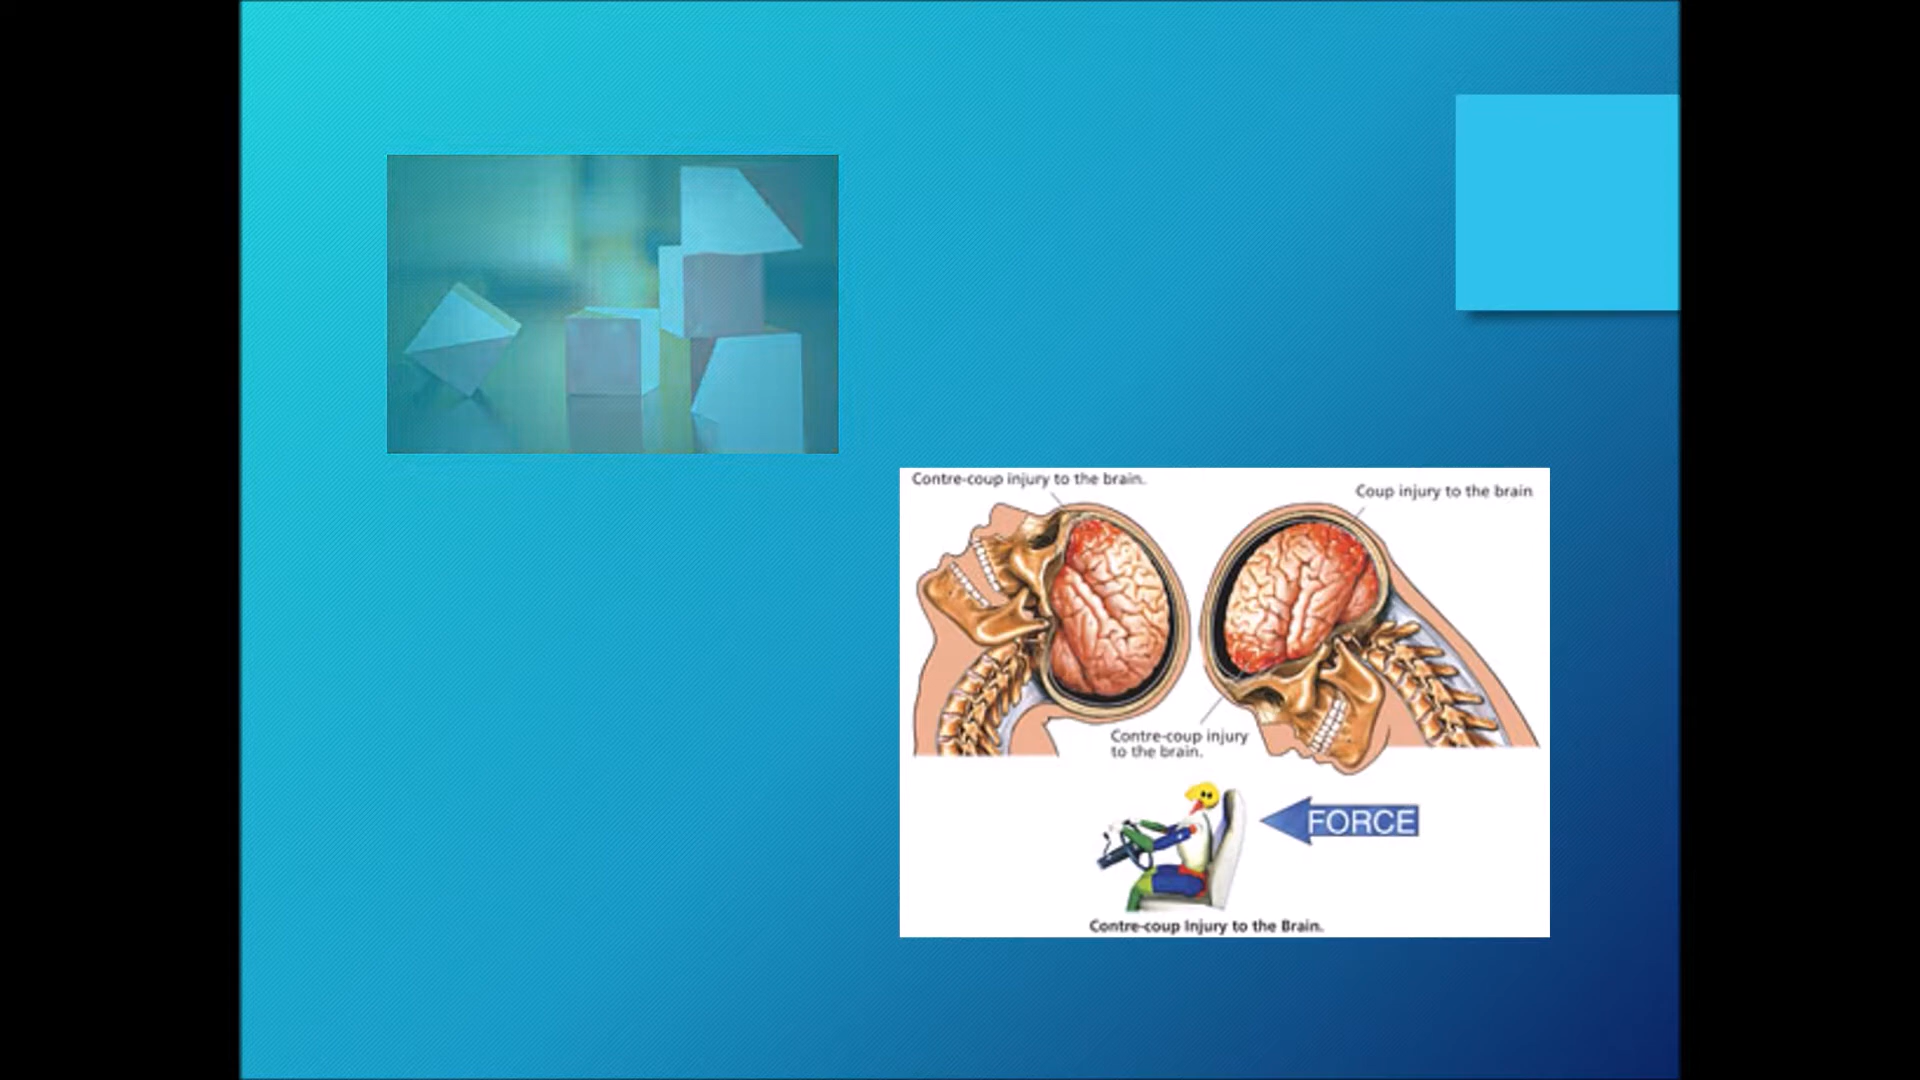 Contre-coup injury to the brain.
Coup injury to the brain
Contre-coup injury
to the brain.
FORCE
Contre-coup Injury to the Brain.